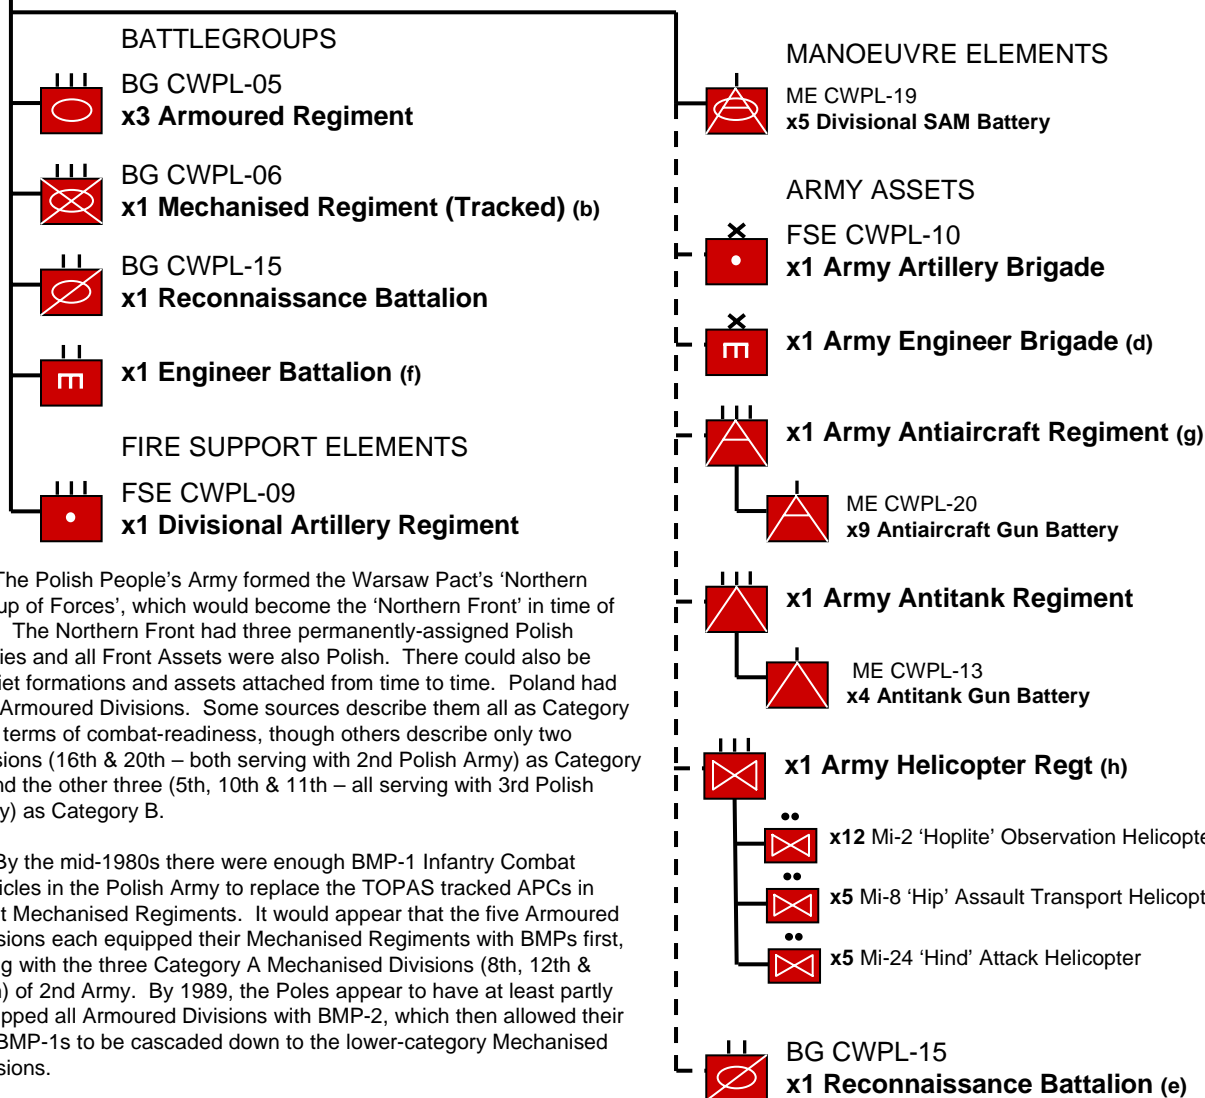 BATTLEGROUPS
BG CWPL-05
x3 Armoured Regiment
BG CWPL-06
x1 Mechanised Regiment (Tracked) (b)
BG CWPL-15
x1 Reconnaissance Battalion
x1 Engineer Battalion (f)
FIRE SUPPORT ELEMENTS
FSE CWPL-09
x1 Divisional Artillery Regiment
The Polish People’s Army formed the Warsaw Pact’s ‘Northern
up of Forces’, which would become the ‘Northern Front’ in time of
The Northern Front had three permanently-assigned Polish
ies and all Front Assets were also Polish. There could also be
iet formations and assets attached from time to time. Poland had
Armoured Divisions. Some sources describe them all as Category
terms of combat-readiness, though others describe only two
sions (16th & 20th – both serving with 2nd Polish Army) as Category
nd the other three (5th, 10th & 11th – all serving with 3rd Polish
y) as Category B.
By the mid-1980s there were enough BMP-1 Infantry Combat
icles in the Polish Army to replace the TOPAS tracked APCs in
t Mechanised Regiments. It would appear that the five Armoured
sions each equipped their Mechanised Regiments with BMPs first,
g with the three Category A Mechanised Divisions (8th, 12th &
) of 2nd Army. By 1989, the Poles appear to have at least partly
pped all Armoured Divisions with BMP-2, which then allowed their
BMP-1s to be cascaded down to the lower-category Mechanised
sions.
MANOEUVRE ELEMENTS
ME CWPL-19
x5 Divisional SAM Battery
ARMY ASSETS
FSE CWPL-10
x1 Army Artillery Brigade
x1 Army Engineer Brigade (d)
x1 Army Antiaircraft Regiment (g)
ME CWPL-20
x9 Antiaircraft Gun Battery
x1 Army Antitank Regiment
ME CWPL-13
x4 Antitank Gun Battery
x1 Army Helicopter Regt (h)
x12 Mi-2 ‘Hoplite’ Observation Helicopte
x5 Mi-8 ‘Hip’ Assault Transport Helicopt
x5 Mi-24 ‘Hind’ Attack Helicopter
BG CWPL-15
x1 Reconnaissance Battalion (e)